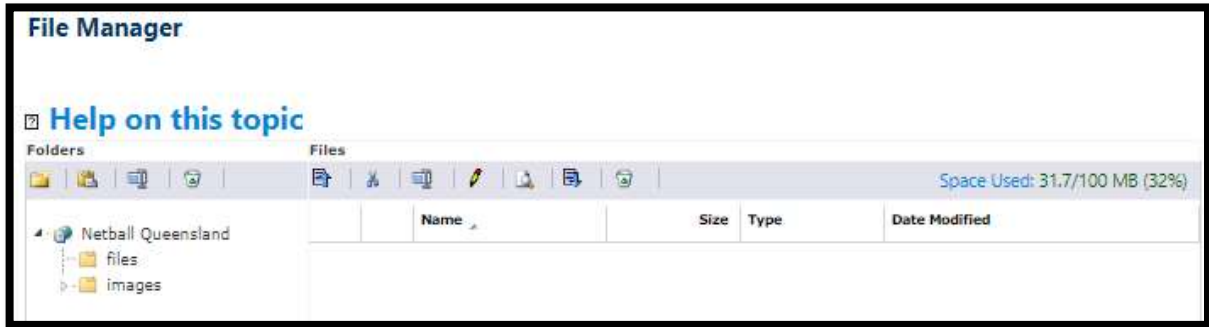 File Manager
Help on this topic
Folders Files
Space Used: 31.7/100 MB (32%)
Name Size Type Date Modified
Netball Queensland
files
images